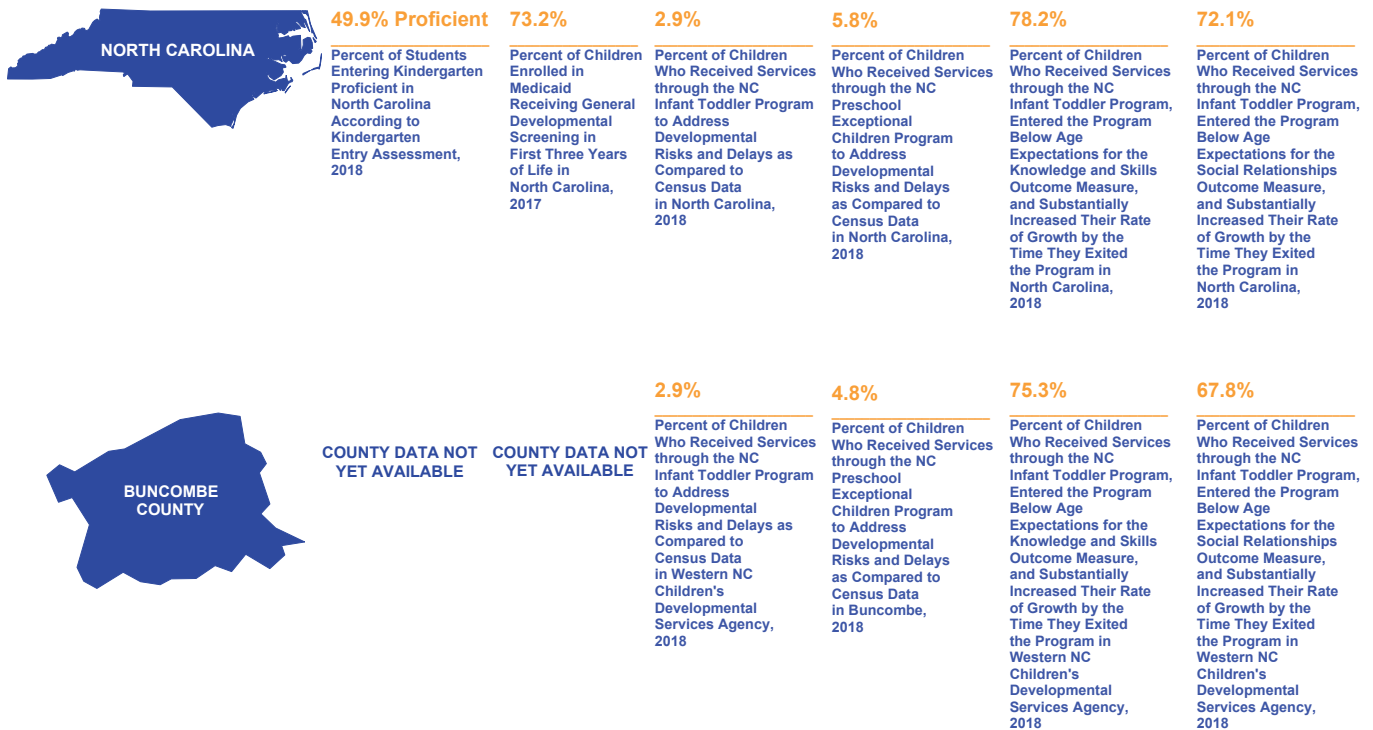 NORTH CAROLINA
49.9% Proficient
Percent of Students
Entering Kindergarten
Proficient in
North Carolina
According to
Kindergarten
Entry Assessment,
2018
73.2%
Percent of Children
Enrolled in
Medicaid
Receiving General
Developmental
Screening in
First Three Years
of Life in
North Carolina,
2017
2.9%
Percent of Children
Who Received Services
through the NC
Infant Toddler Program
to Address
Developmental
Risks and Delays as
Compared to
Census Data
in North Carolina,
2018
5.8%
Percent of Children
Who Received Services
through the NC
Preschool
Exceptional
Children Program
to Address
Developmental
Risks and Delays
as Compared to
Census Data
in North Carolina,
2018
78.2%
Percent of Children
Who Received Services
through the NC
Infant Toddler Program,
Entered the Program
Below Age
Expectations for the
Knowledge and Skills
Outcome Measure,
and Substantially
Increased Their Rate
of Growth by the
Time They Exited
the Program in
North Carolina,
2018
72.1%
Percent of Children
Who Received Services
through the NC
Infant Toddler Program,
Entered the Program
Below Age
Expectations for the
Social Relationships
Outcome Measure,
and Substantially
Increased Their Rate
of Growth by the
Time They Exited
the Program in
North Carolina,
2018
BUNCOMBE
COUNTY
COUNTY DATA NOT
YET AVAILABLE
COUNTY DATA NOT
YET AVAILABLE
2.9%
Percent of Children
Who Received Services
through the NC
Infant Toddler Program
to Address
Developmental
Risks and Delays as
Compared to
Census Data
in Western NC
Children's
Developmental
Services Agency,
2018
4.8%
Percent of Children
Who Received Services
through the NC
Preschool
Exceptional
Children Program
to Address
Developmental
Risks and Delays
as Compared to
Census Data
in Buncombe,
2018
75.3%
Percent of Children
Who Received Services
through the NC
Infant Toddler Program,
Entered the Program
Below Age
Expectations for the
Knowledge and Skills
Outcome Measure,
and Substantially
Increased Their Rate
of Growth by the
Time They Exited
the Program in
Western NC
Children's
Developmental
Services Agency,
2018
67.8%
Percent of Children
Who Received Services
through the NC
Infant Toddler Program,
Entered the Program
Below Age
Expectations for the
Social Relationships
Outcome Measure,
and Substantially
Increased Their Rate
of Growth by the
Time They Exited
the Program in
Western NC
Children's
Developmental
Services Agency,
2018